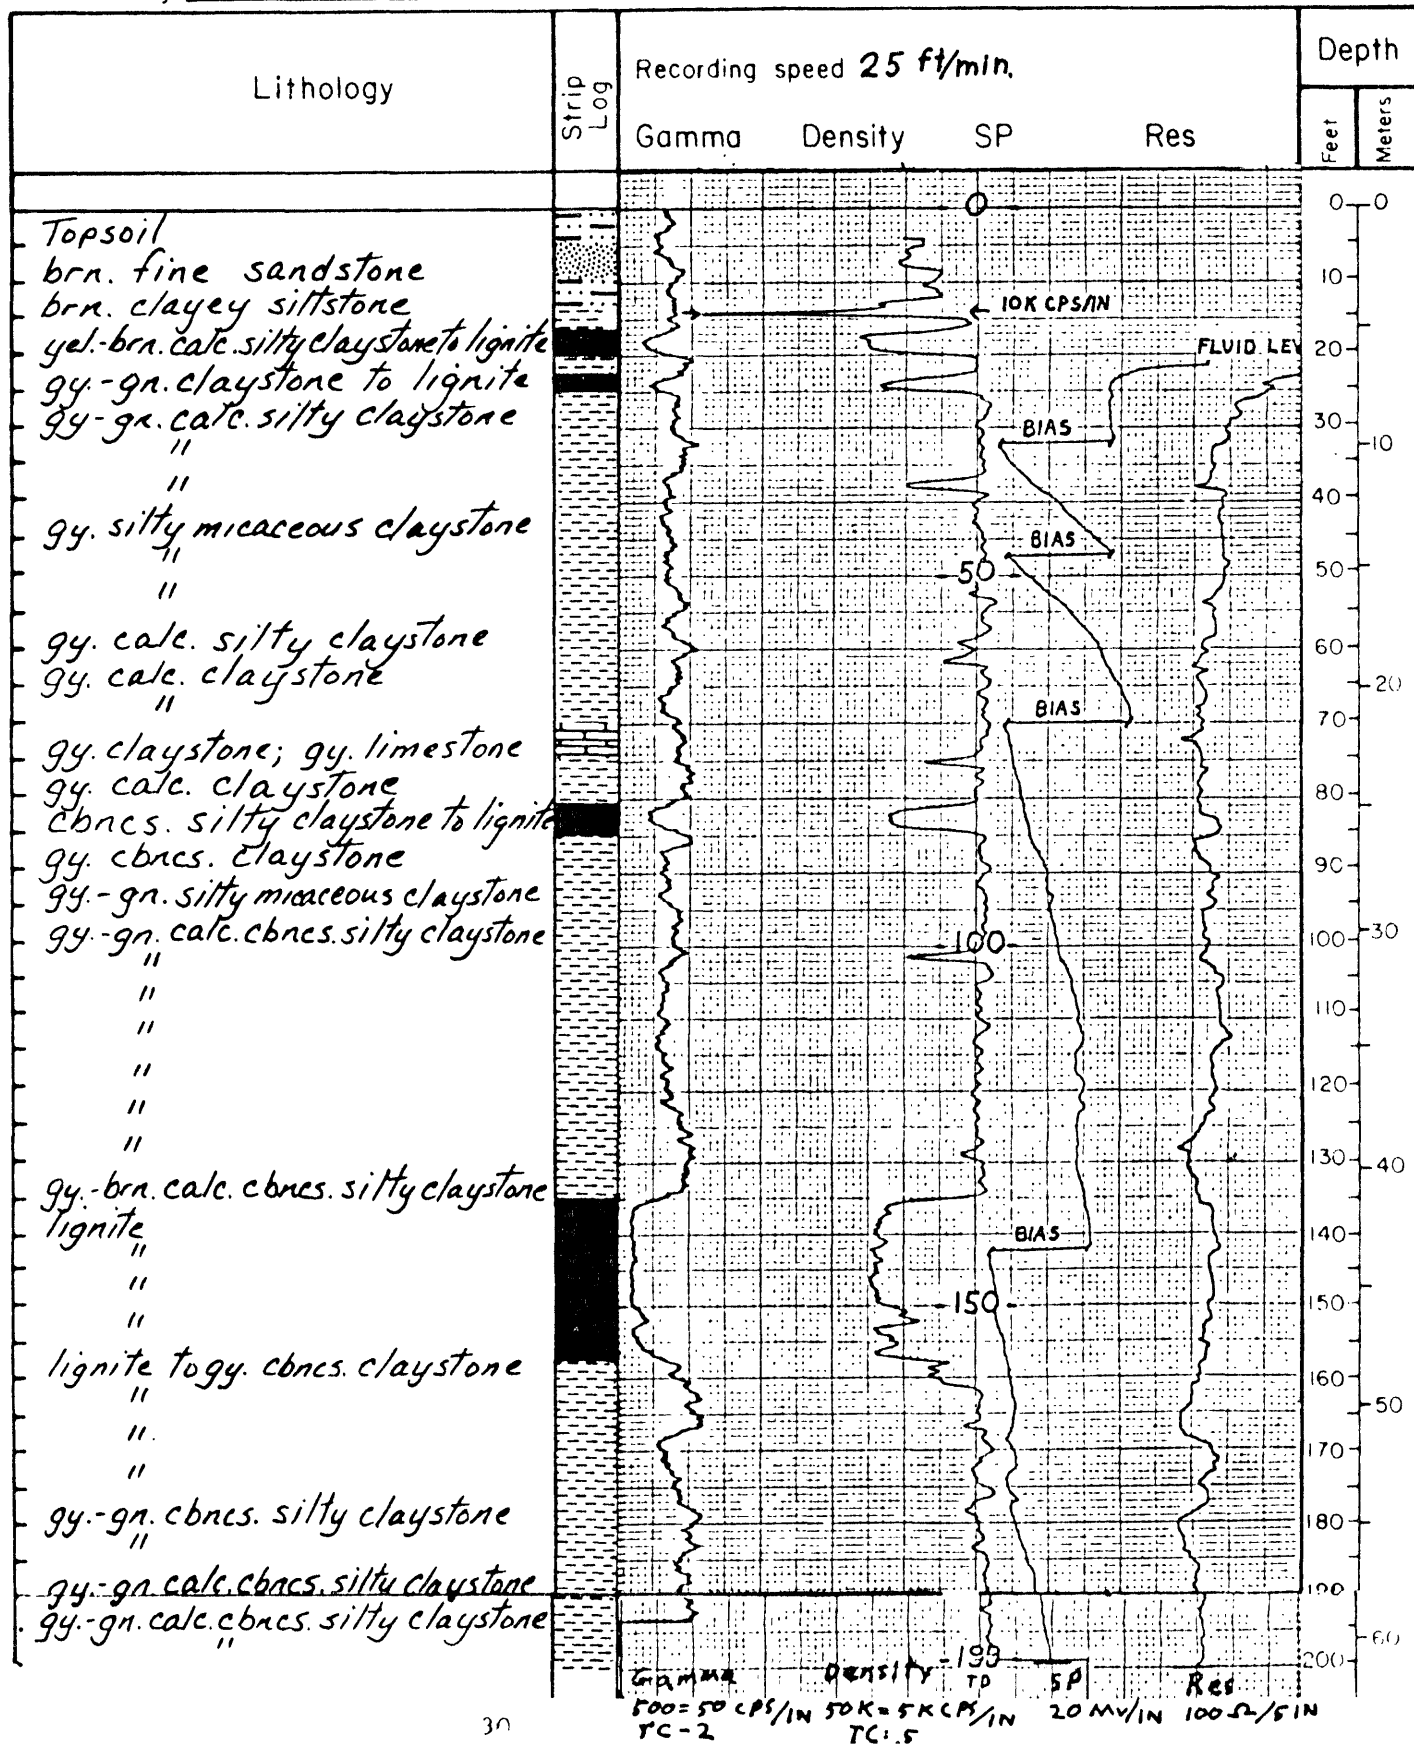 Lithology
Strip Log
Recording speed 25 ft/min.
Gamma Density SP Res
Depth
Feet
Meters
Topsoil
brn. fine sandstone
brn. clayey siltstone
yel.-brn. calc. silty claystone to lignite
gy.-gn. claystone to lignite
gy-gn. calc. silty claystone
"
"
gy. silty micaceous claystone
"
"
gy. calc. silty claystone
gy. calc. claystone
"
gy. claystone; gy. limestone
gy. calc. claystone
cbncs. silty claystone to lignite
gy. cbncs. claystone
gy.-gn. silty micaceous claystone
gy.-gn. calc. cbncs. silty claystone
"
"
"
"
"
"
gy.-brn. calc. cbncs. silty claystone
lignite
"
"
"
lignite to gy. cbncs. claystone
"
"
"
gy.-gn. cbncs. silty claystone
"
gy.-gn calc. cbncs. silty claystone
gy.-gn. calc. cbncs. silty claystone
"
0
10K CPS/IN
FLUID LEV
BIAS
BIAS
50
BIAS
100
BIAS
150
199
TD
Gamma Density SP Res
500=50 CPS/IN 50K=5K CPS/IN 20 MV/IN 100 Ω/5 IN
TC-2 TC:.5
0
10
20
30
40
50
60
70
80
90
100
110
120
130
140
150
160
170
180
190
200
0
10
20
30
40
50
60
30